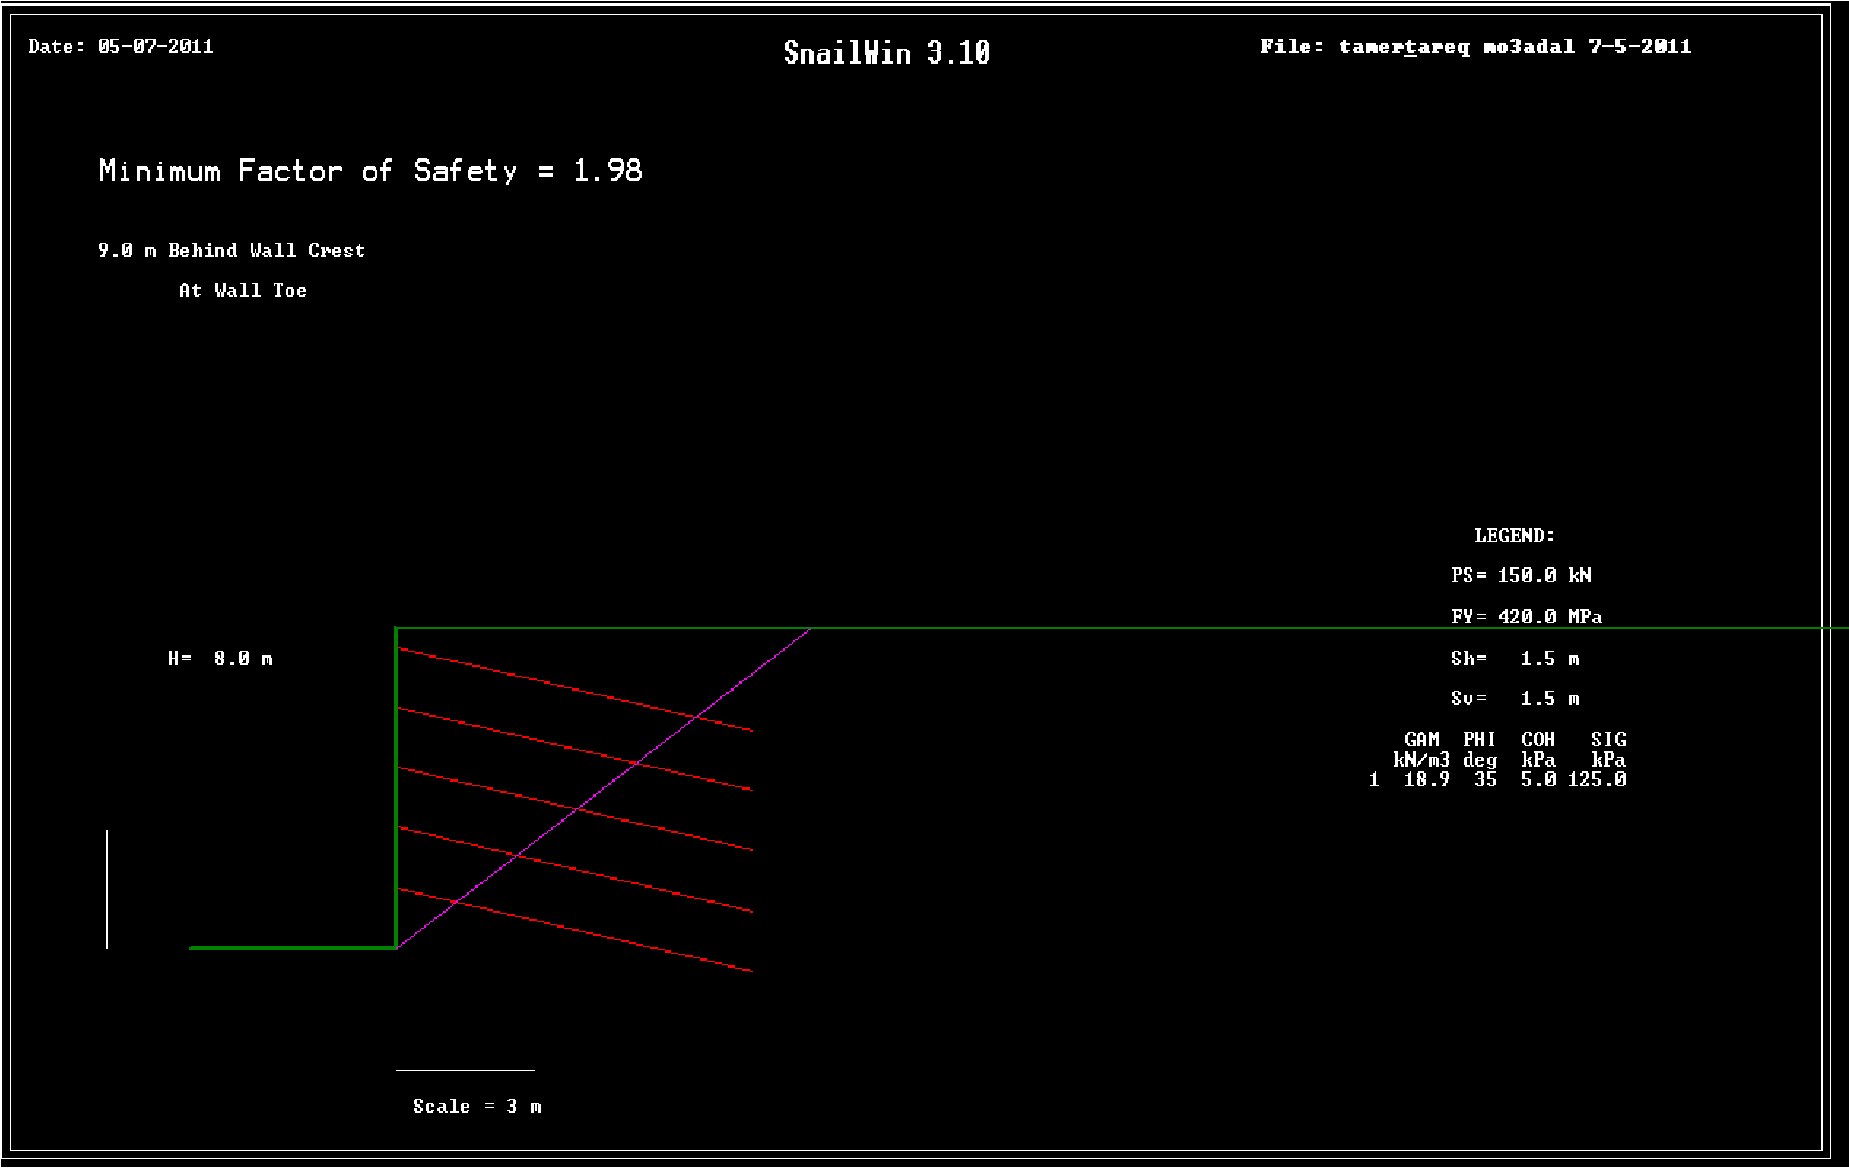 Date: 05-07-2011
SnailWin 3.10
File: tamertareq mo3adal 7-5-2011
Minimum Factor of Safety = 1.98
9.0 m Behind Wall Crest
At Wall Toe
LEGEND:
PS= 150.0 kN
FY= 420.0 MPa
H= 8.0 m
Sh= 1.5 m
Sv= 1.5 m
GAM PHI COH SIG
kN/m3 deg kPa kPa
1 18.9 35 5.0 125.0
Scale = 3 m